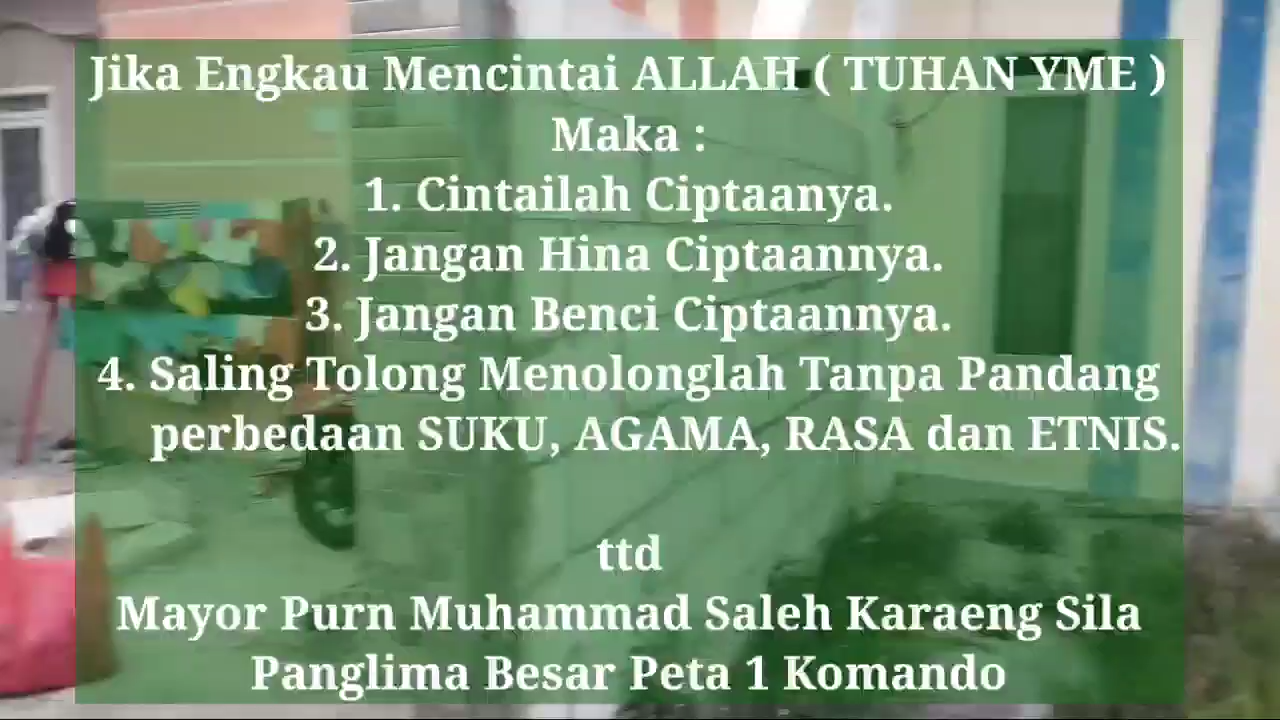 Jika Engkau Mencintai ALLAH ( TUHAN YME )
Maka :
1. Cintailah Ciptaanya.
2. Jangan Hina Ciptaannya.
3. Jangan Benci Ciptaannya.
4. Saling Tolong Menolonglah Tanpa Pandang
perbedaan SUKU, AGAMA, RASA dan ETNIS.
ttd
Mayor Purn Muhammad Saleh Karaeng Sila
Panglima Besar Peta 1 Komando